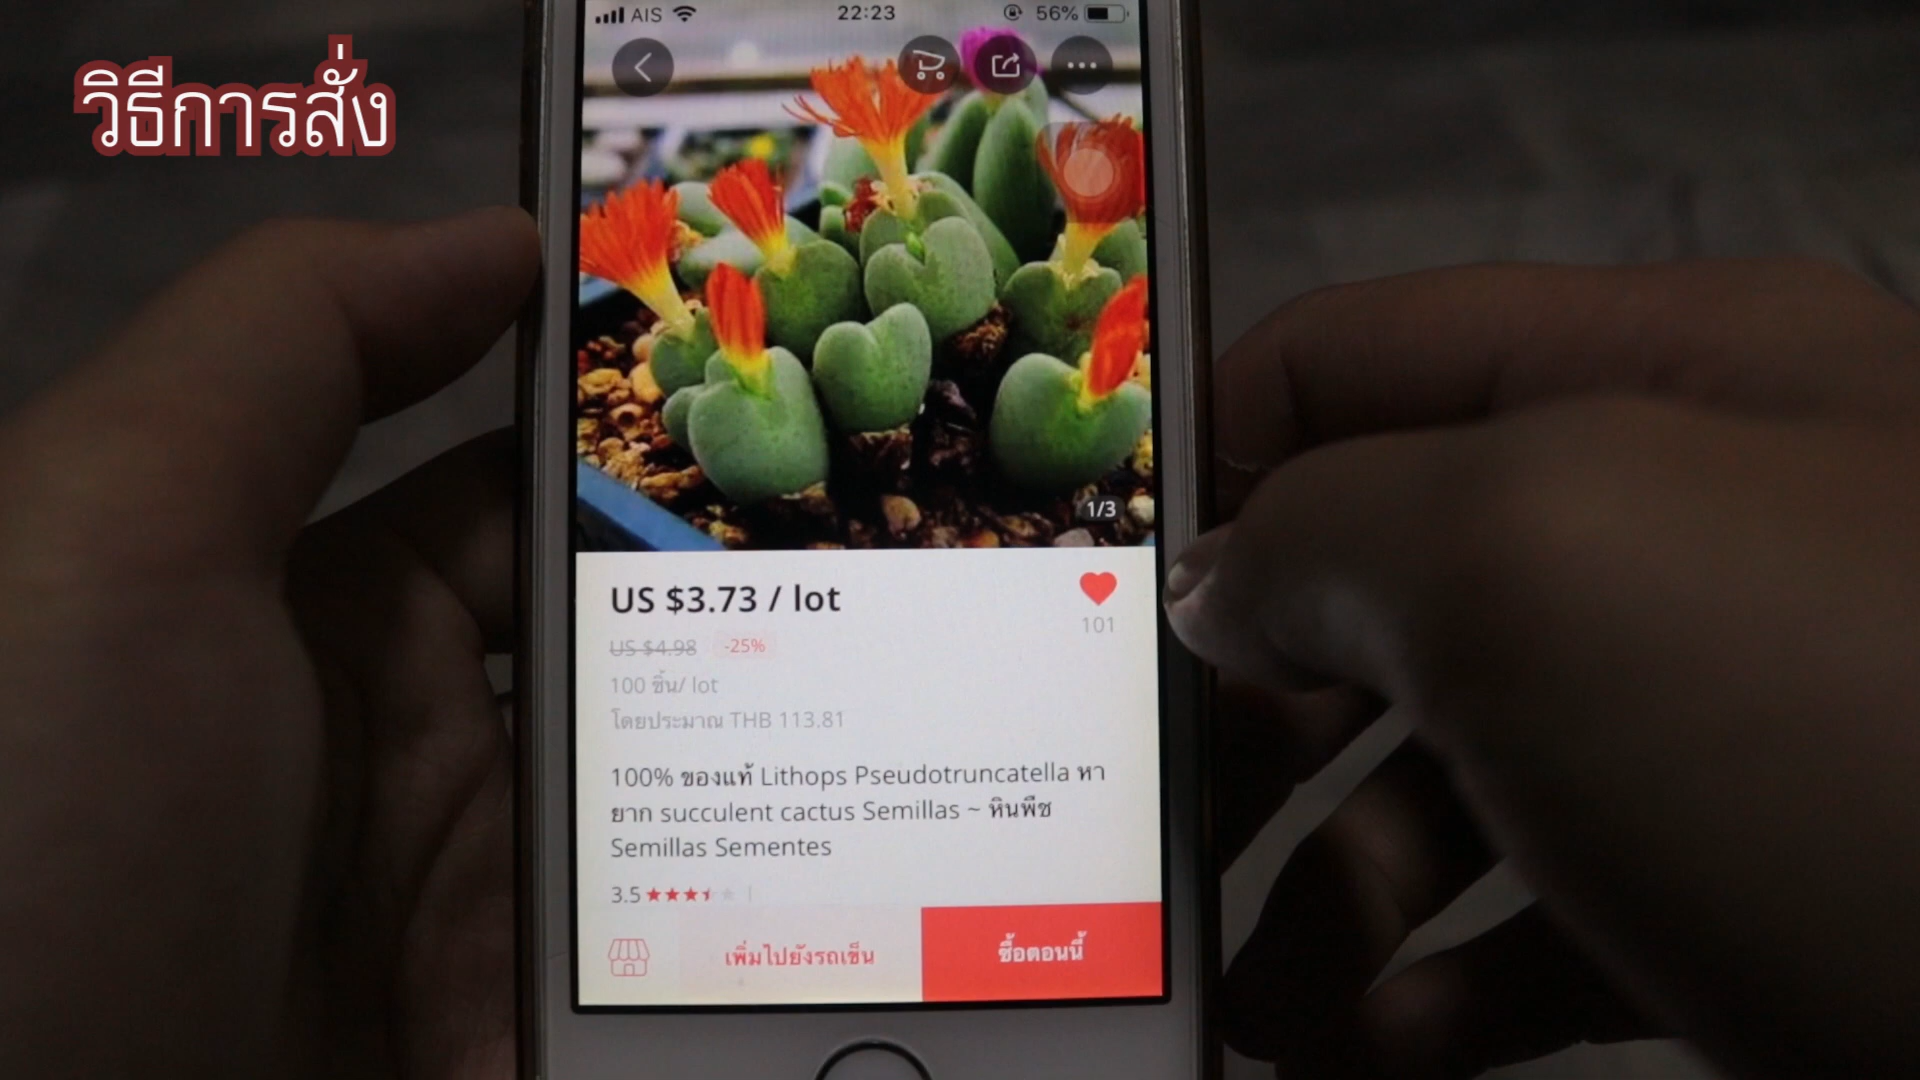 วิธีการสั่ง
AIS 22:23 56%
1/3
US $3.73 / lot
101
US $4.98 -25%
100 ชิ้น/ lot
โดยประมาณ THB 113.81
100% ของแท้ Lithops Pseudotruncatella หา
ยาก succulent cactus Semillas ~ หินพืช
Semillas Sementes
3.5
เพิ่มไปยังรถเข็น ซื้อตอนนี้